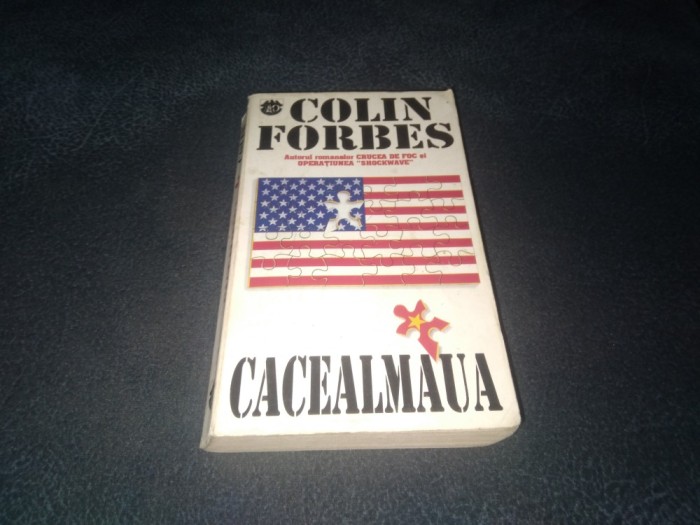 COLIN
FORBES
Autorul romanelor CRUCEA DE FOC și
OPERAȚIUNEA "SHOCKWAVE"
CACEALMAUA